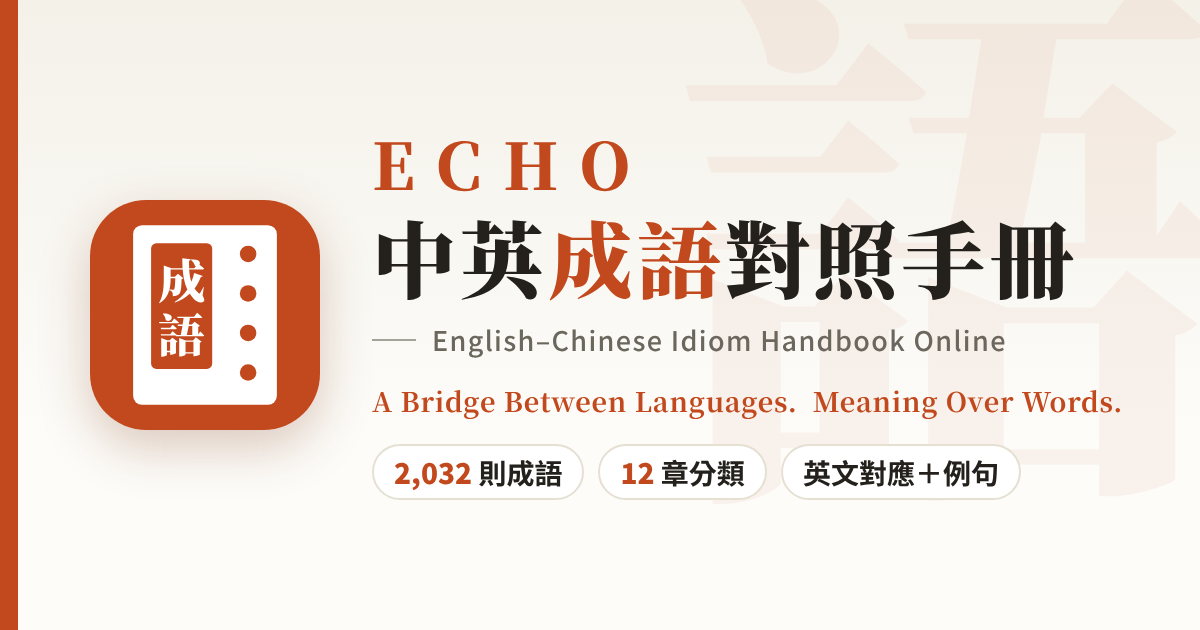 成
語
ECHO
中英成語對照手冊
English–Chinese Idiom Handbook Online
A Bridge Between Languages. Meaning Over Words.
2,032 則成語
12 章分類
英文對應＋例句
語